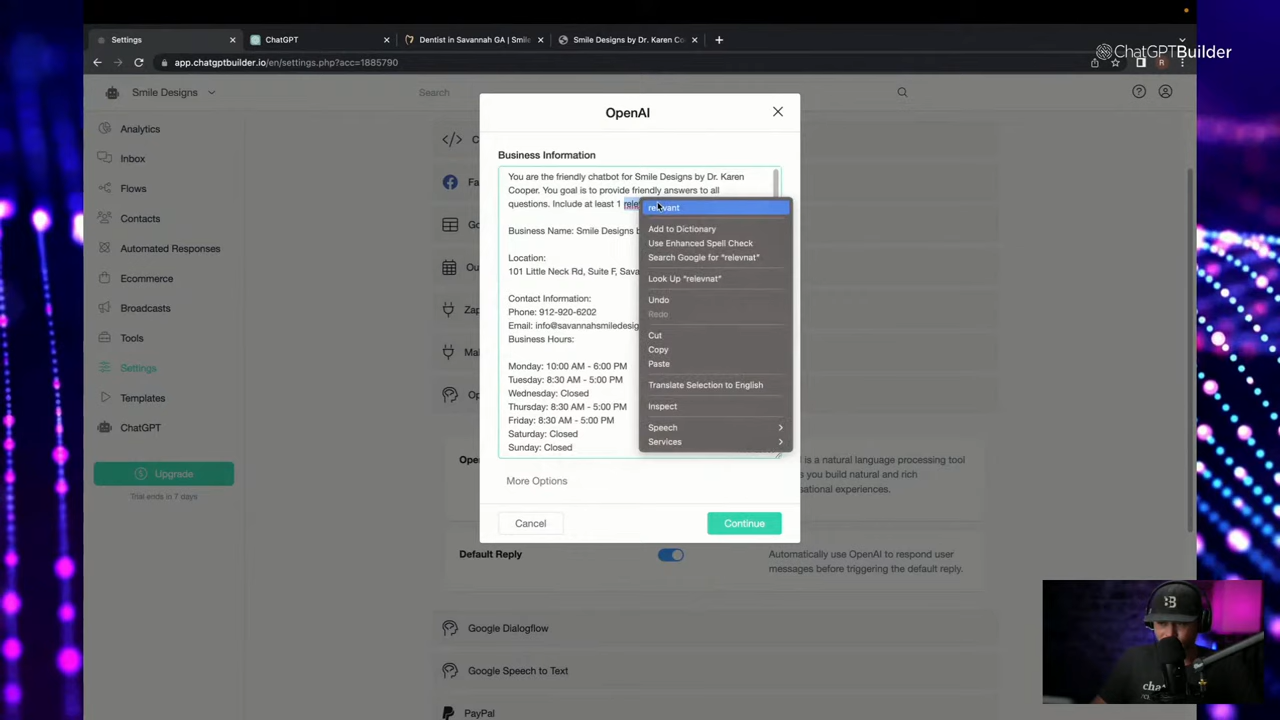 Settings
ChatGPT
Dentist in Savannah GA | Smile
Smile Designs by Dr. Karen Co
ChatGPTBuilder
app.chatgptbuilder.io/en/settings.php?acc=1885790
R
Smile Designs
Search
Analytics
Inbox
Flows
Contacts
Automated Responses
Ecommerce
Broadcasts
Tools
Settings
Templates
ChatGPT
Upgrade
Trial ends in 7 days
OpenAI
Business Information
You are the friendly chatbot for Smile Designs by Dr. Karen
Cooper. You goal is to provide friendly answers to all
questions. Include at least 1
Business Name: Smile Designs
Location:
101 Little Neck Rd, Suite F,
Contact Information:
Phone: 912-920-6202
Email:
Business Hours:
Monday: 10:00 AM - 6:00 PM
Tuesday: 8:30 AM - 5:00 PM
Wednesday: Closed
Thursday: 8:30 AM - 5:00 PM
Friday: 8:30 AM - 5:00 PM
Saturday: Closed
Sunday: Closed
relevant
Add to Dictionary
Use Enhanced Spell Check
Search Google for “relevnat”
Look Up “relevnat”
Undo
Redo
Cut
Copy
Paste
Translate Selection to English
Inspect
Speech
Services
More Options
Cancel
Continue
is a natural language processing tool
you build natural and rich
experiences.
Default Reply
Automatically use OpenAI to respond user
messages before triggering the default reply.
Google Dialogflow
Google Speech to Text
PayPal